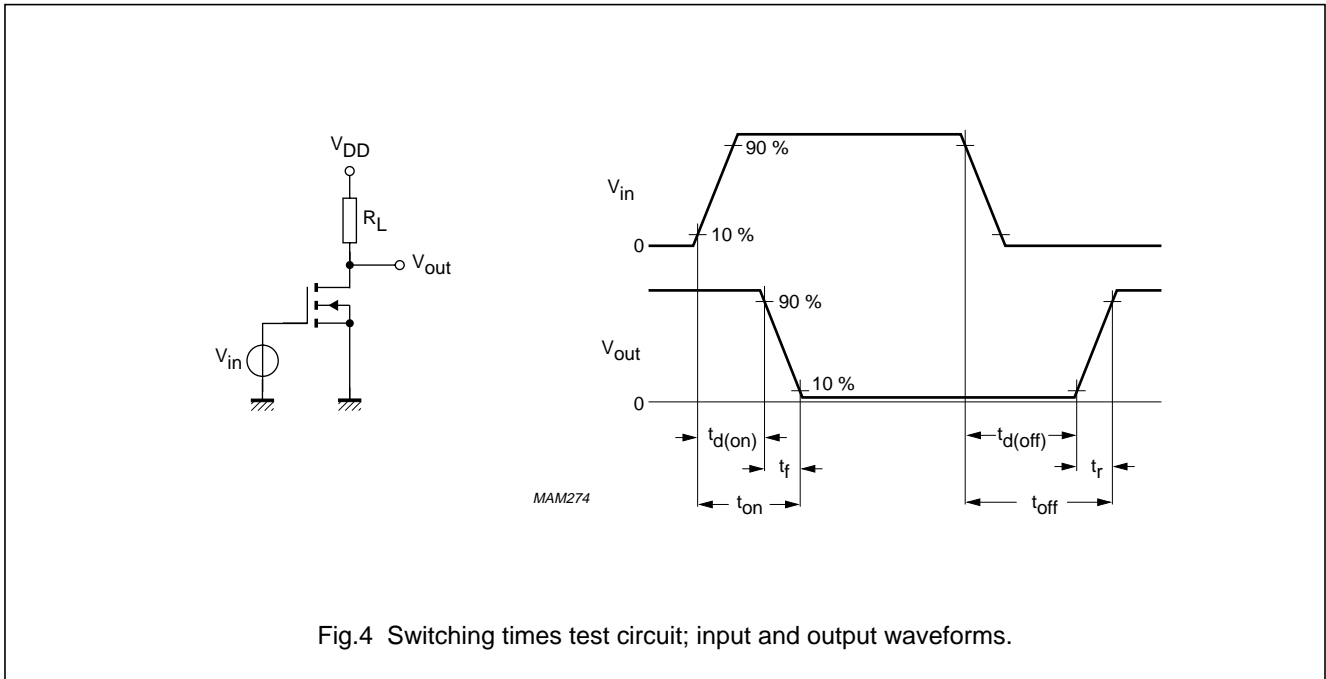 VDD
RL
Vout
Vin
MAM274
Vin
90 %
10 %
0
Vout
90 %
10 %
0
td(on)
tf
ton
td(off)
tr
toff
Fig.4 Switching times test circuit; input and output waveforms.